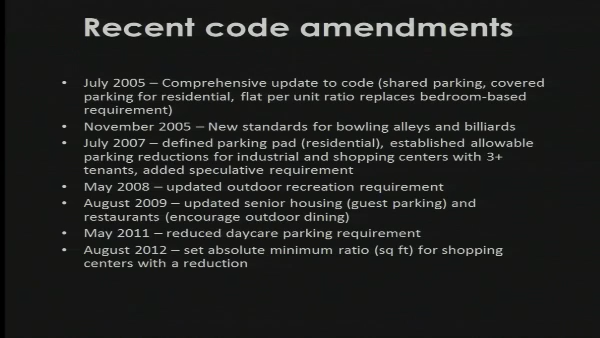 Recent code amendments
• July 2005 – Comprehensive update to code (shared parking, covered
parking for residential, flat per unit ratio replaces bedroom-based
requirement)
• November 2005 – New standards for bowling alleys and billiards
• July 2007 – defined parking pad (residential), established allowable
parking reductions for industrial and shopping centers with 3+
tenants, added speculative requirement
• May 2008 – updated outdoor recreation requirement
• August 2009 – updated senior housing (guest parking) and
restaurants (encourage outdoor dining)
• May 2011 – reduced daycare parking requirement
• August 2012 – set absolute minimum ratio (sq ft) for shopping
centers with a reduction